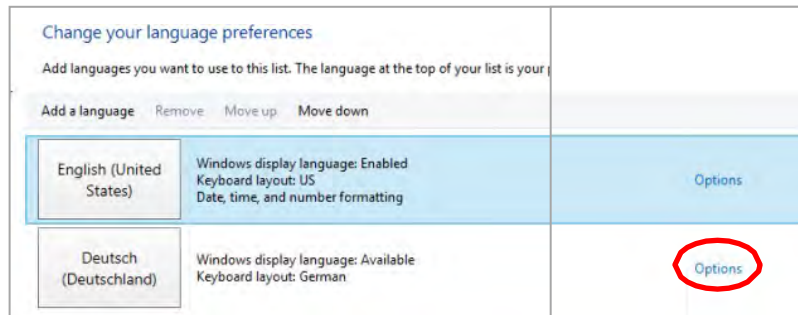 Change your language preferences
Add languages you want to use to this list. The language at the top of your list is your
Add a language Remove Move up Move down
English (United
States)
Windows display language: Enabled
Keyboard layout: US
Date, time, and number formatting
Options
Deutsch
(Deutschland)
Windows display language: Available
Keyboard layout: German
Options